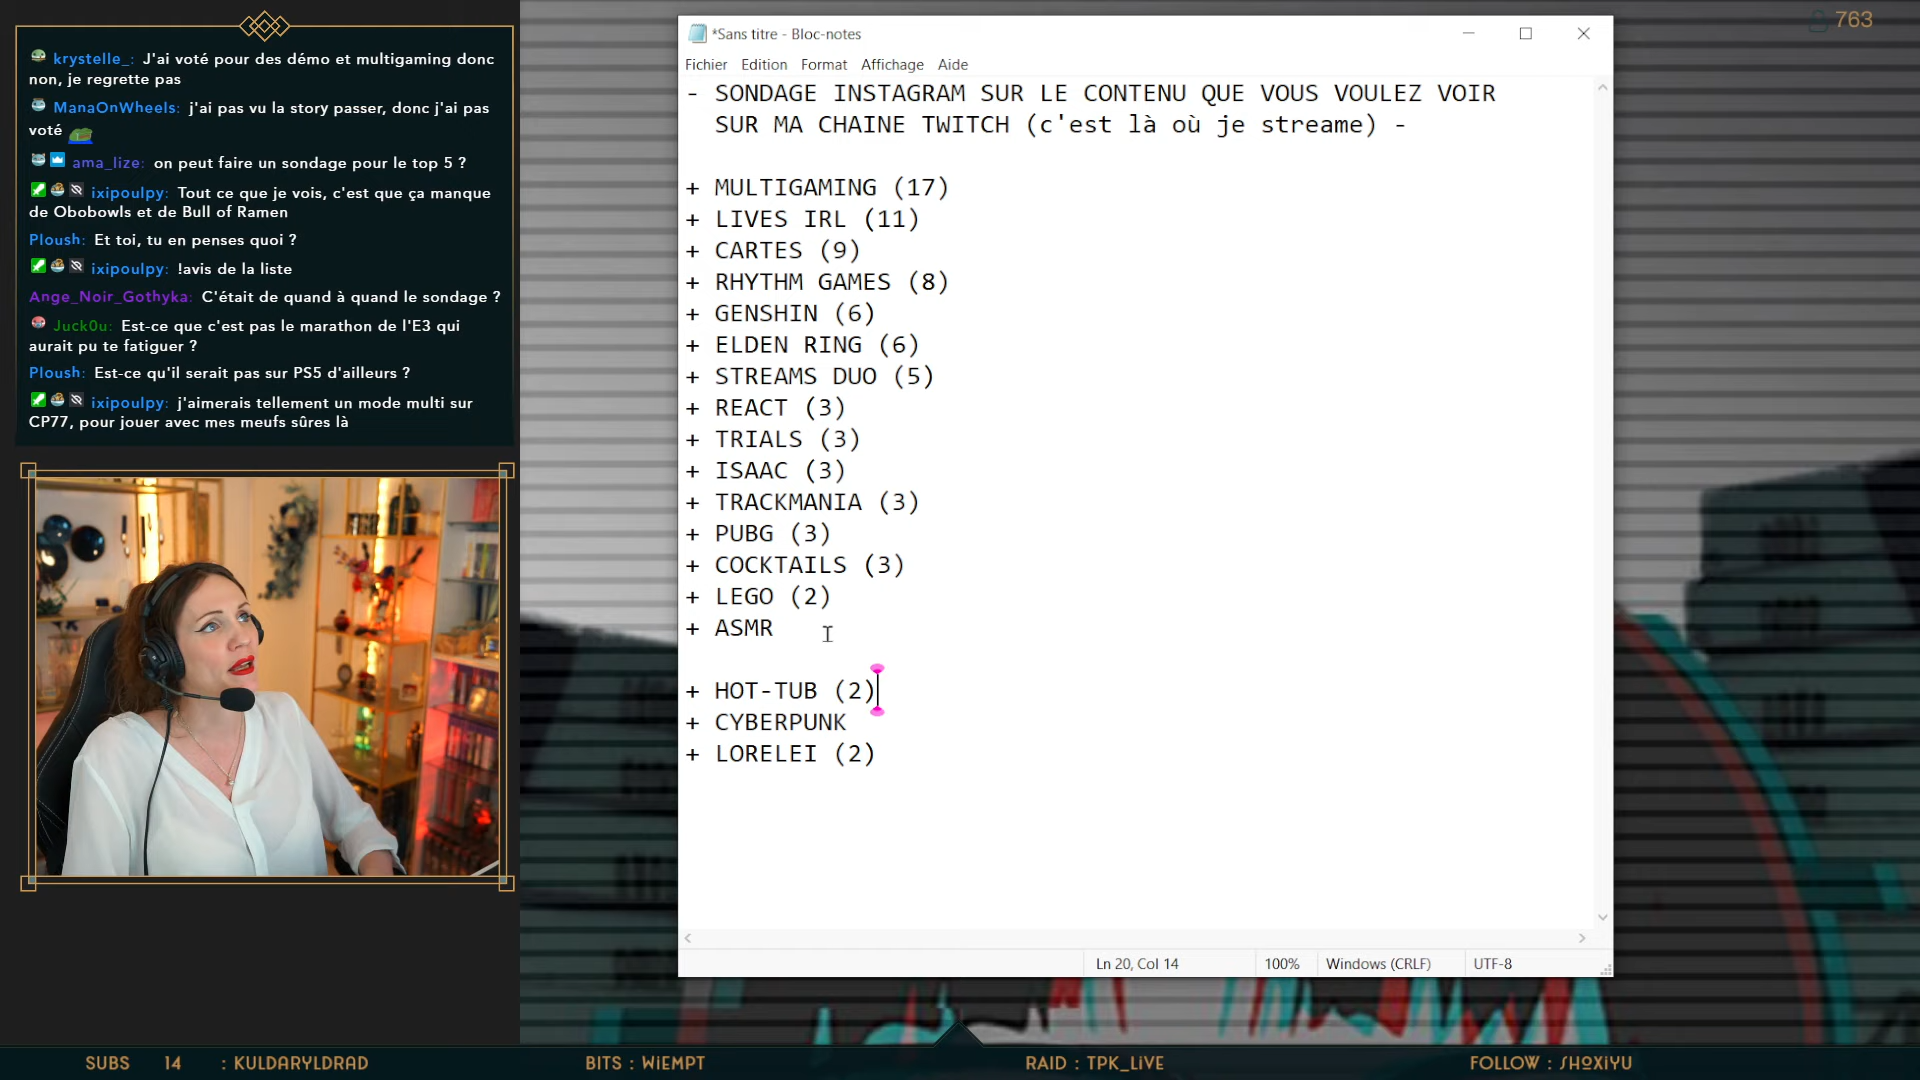 krystelle_: J'ai voté pour des démo et multigaming donc
non, je regrette pas
ManaOnWheels: j'ai pas vu la story passer, donc j'ai pas
voté
ama_lize: on peut faire un sondage pour le top 5 ?
ixipoulpy: Tout ce que je vois, c'est que ça manque
de Obobowls et de Bull of Ramen
Ploush: Et toi, tu en penses quoi ?
ixipoulpy: !avis de la liste
Ange_Noir_Gothyka: C'était de quand à quand le sondage ?
Juck0u: Est-ce que c'est pas le marathon de l'E3 qui
aurait pu te fatiguer ?
Ploush: Est-ce qu'il serait pas sur PS5 d'ailleurs ?
ixipoulpy: j'aimerais tellement un mode multi sur
CP77, pour jouer avec mes meufs sûres là
763
*Sans titre - Bloc-notes
Fichier Edition Format Affichage Aide
- SONDAGE INSTAGRAM SUR LE CONTENU QUE VOUS VOULEZ VOIR
SUR MA CHAINE TWITCH (c'est là où je streame) -
+ MULTIGAMING (17)
+ LIVES IRL (11)
+ CARTES (9)
+ RHYTHM GAMES (8)
+ GENSHIN (6)
+ ELDEN RING (6)
+ STREAMS DUO (5)
+ REACT (3)
+ TRIALS (3)
+ ISAAC (3)
+ TRACKMANIA (3)
+ PUBG (3)
+ COCKTAILS (3)
+ LEGO (2)
+ ASMR
+ HOT-TUB (2)
+ CYBERPUNK
+ LORELEI (2)
Ln 20, Col 14 100% Windows (CRLF) UTF-8
SUBS 14 : KULDARYLDRAD BITS : WiEMPT RAID : TPK_LiVE FOLLOW : SHOXiYU